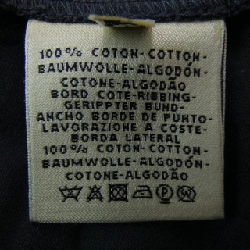 100% COTON-COTTON-
BAUMWOLLE-ALGODÓN-
COTONE-ALGODÃO
BORD COTE-RIBBING-
GERIPPTER BUND-
ANCHO BORDE DE PUNTO-
LAVORAZIONE A COSTE-
BORDA LATERAL
100% COTON-COTTON-
BAUMWOLLE-ALGODÓN-
COTONE-ALGODÃO